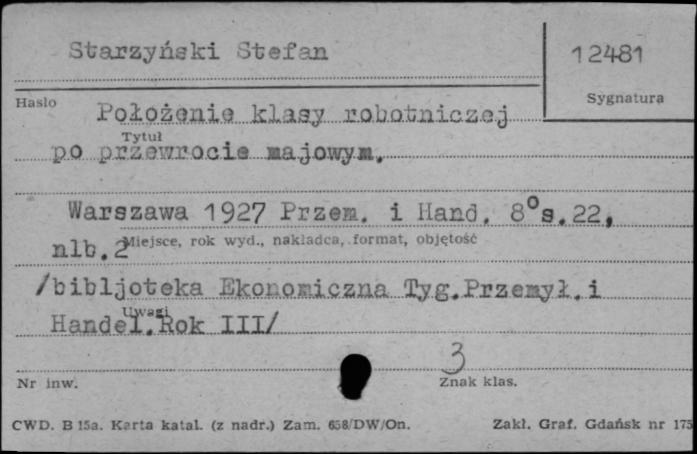 Starzyński Stefan
12481
Sygnatura
Hasło
Położenie klasy robotniczej
Tytuł
po przewrocie majowym.
Warszawa 1927 Przem. i Hand. 8°s.22,
Miejsce, rok wyd., nakładca, format, objętość
nlb.2
/bibljoteka Ekonomiczna Tyg.Przemył.i
Uwagi
Handel.Rok III/
3
Nr inw.
Znak klas.
CWD. B 15a. Karta katal. (z nadr.) Zam. 658/DW/On.
Zakł. Graf. Gdańsk nr 175